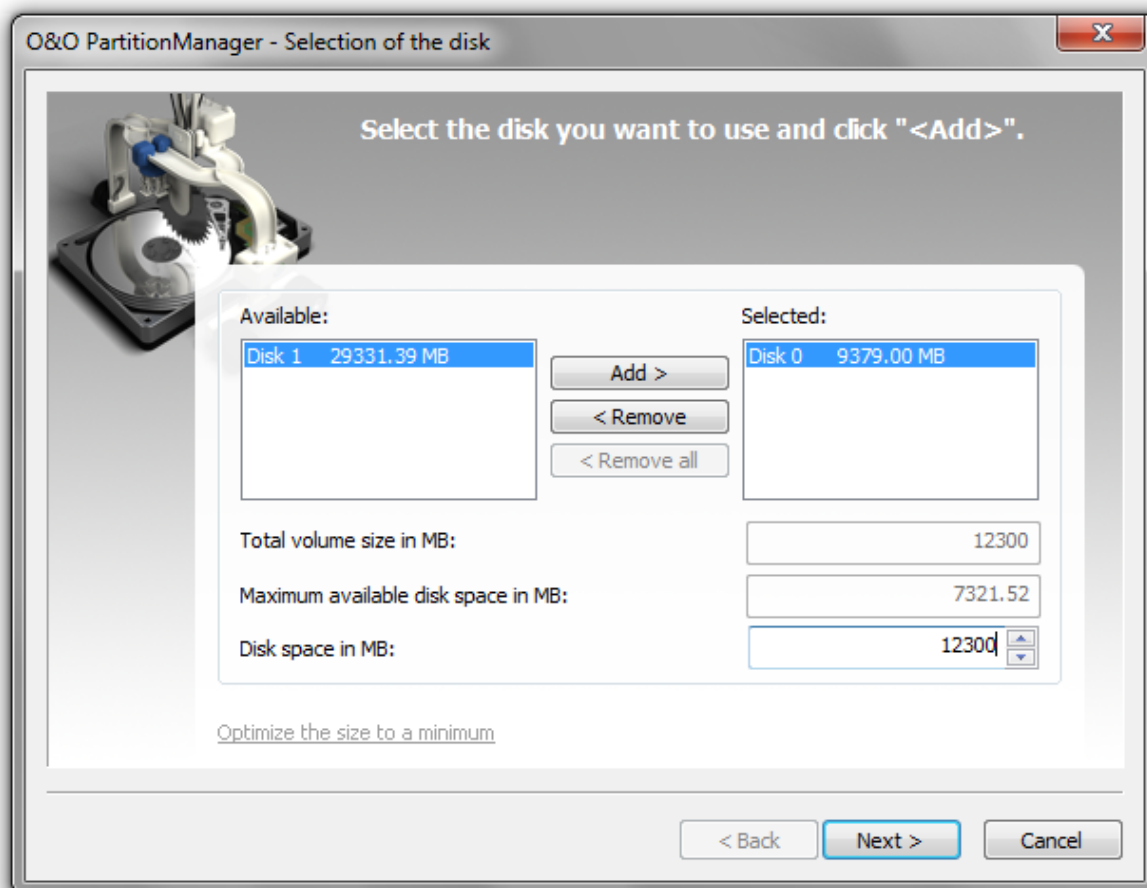 O&O PartitionManager - Selection of the disk
Select the disk you want to use and click "<Add>".
Available:
Selected:
Disk 1 29331.39 MB
Disk 0 9379.00 MB
Add >
< Remove
< Remove all
Total volume size in MB:
12300
Maximum available disk space in MB:
7321.52
Disk space in MB:
12300
Optimize the size to a minimum
< Back
Next >
Cancel